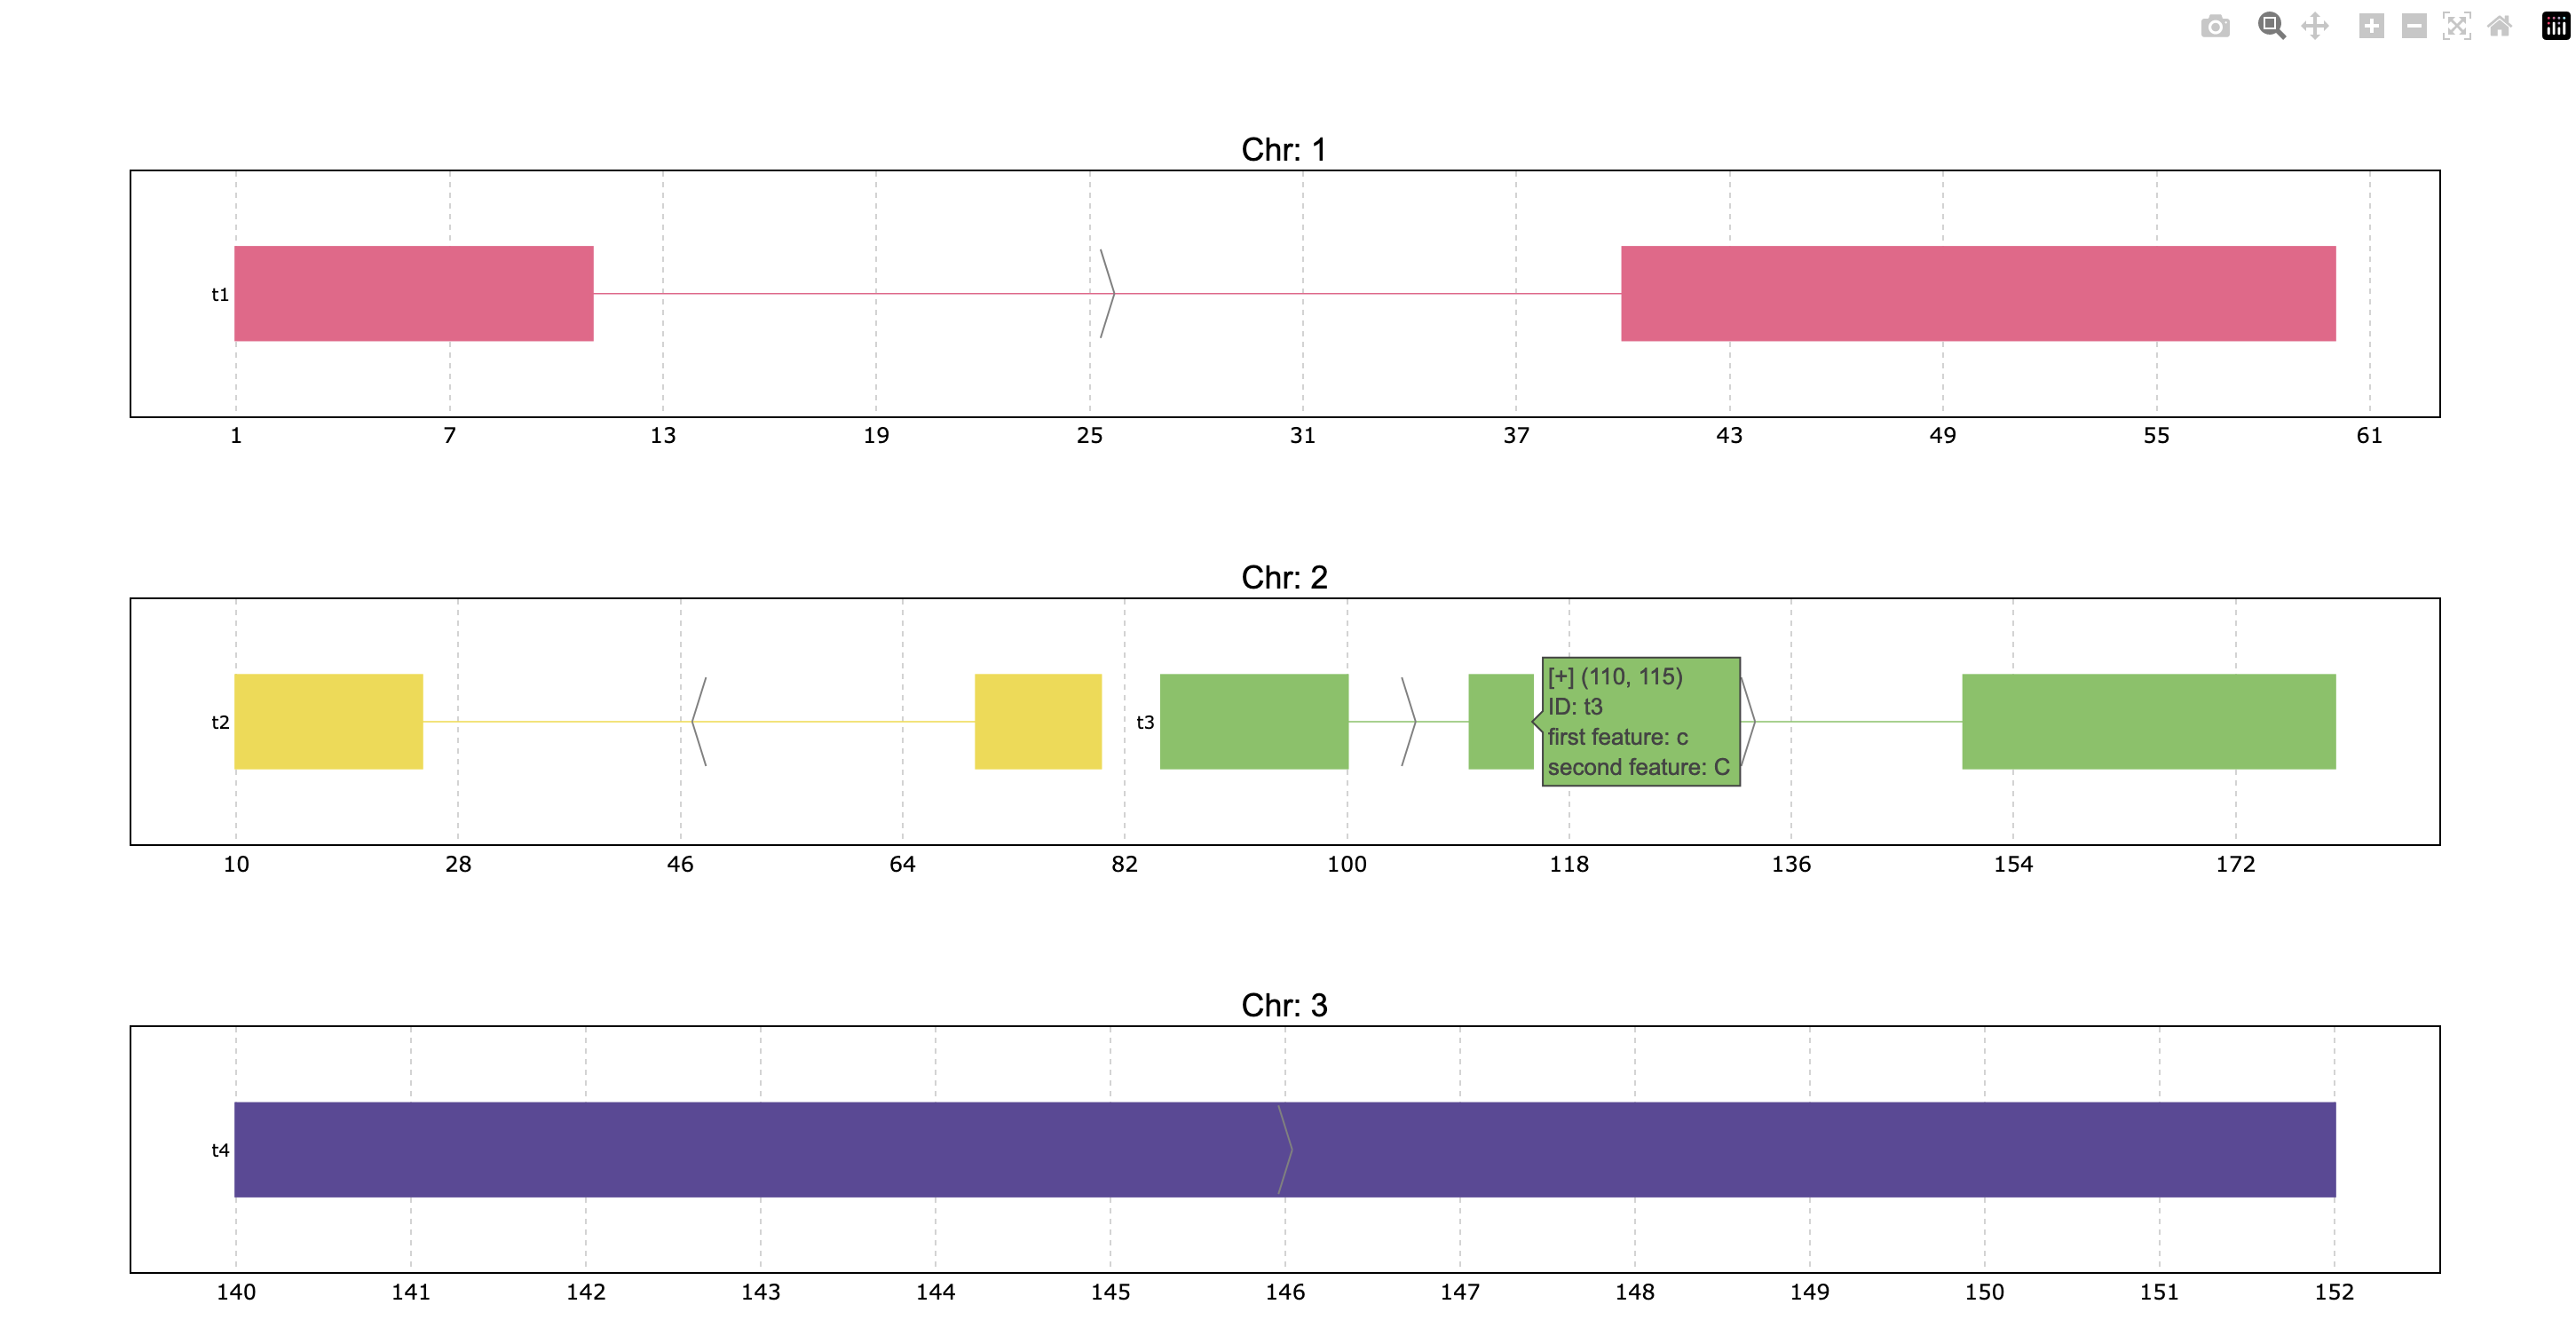 Chr: 1
t1
1 7 13 19 25 31 37 43 49 55 61
Chr: 2
[+] (110, 115)
ID: t3
first feature: c
second feature: C
t2 t3
10 28 46 64 82 100 118 136 154 172
Chr: 3
t4
140 141 142 143 144 145 146 147 148 149 150 151 152